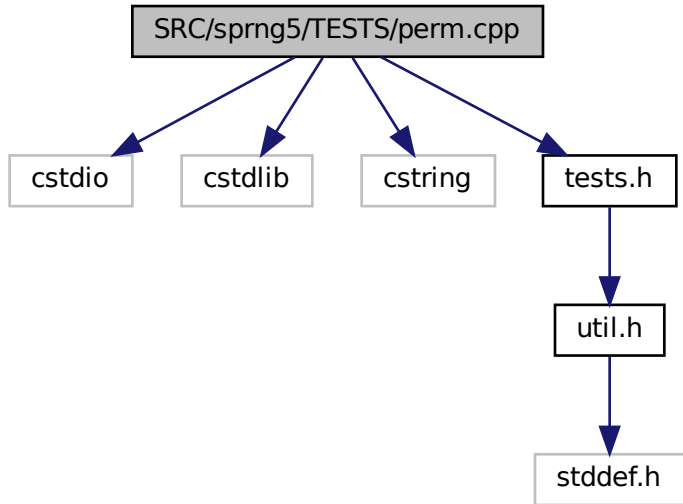 SRC/sprng5/TESTS/perm.cpp
cstdio
cstdlib
cstring
tests.h
util.h
stddef.h